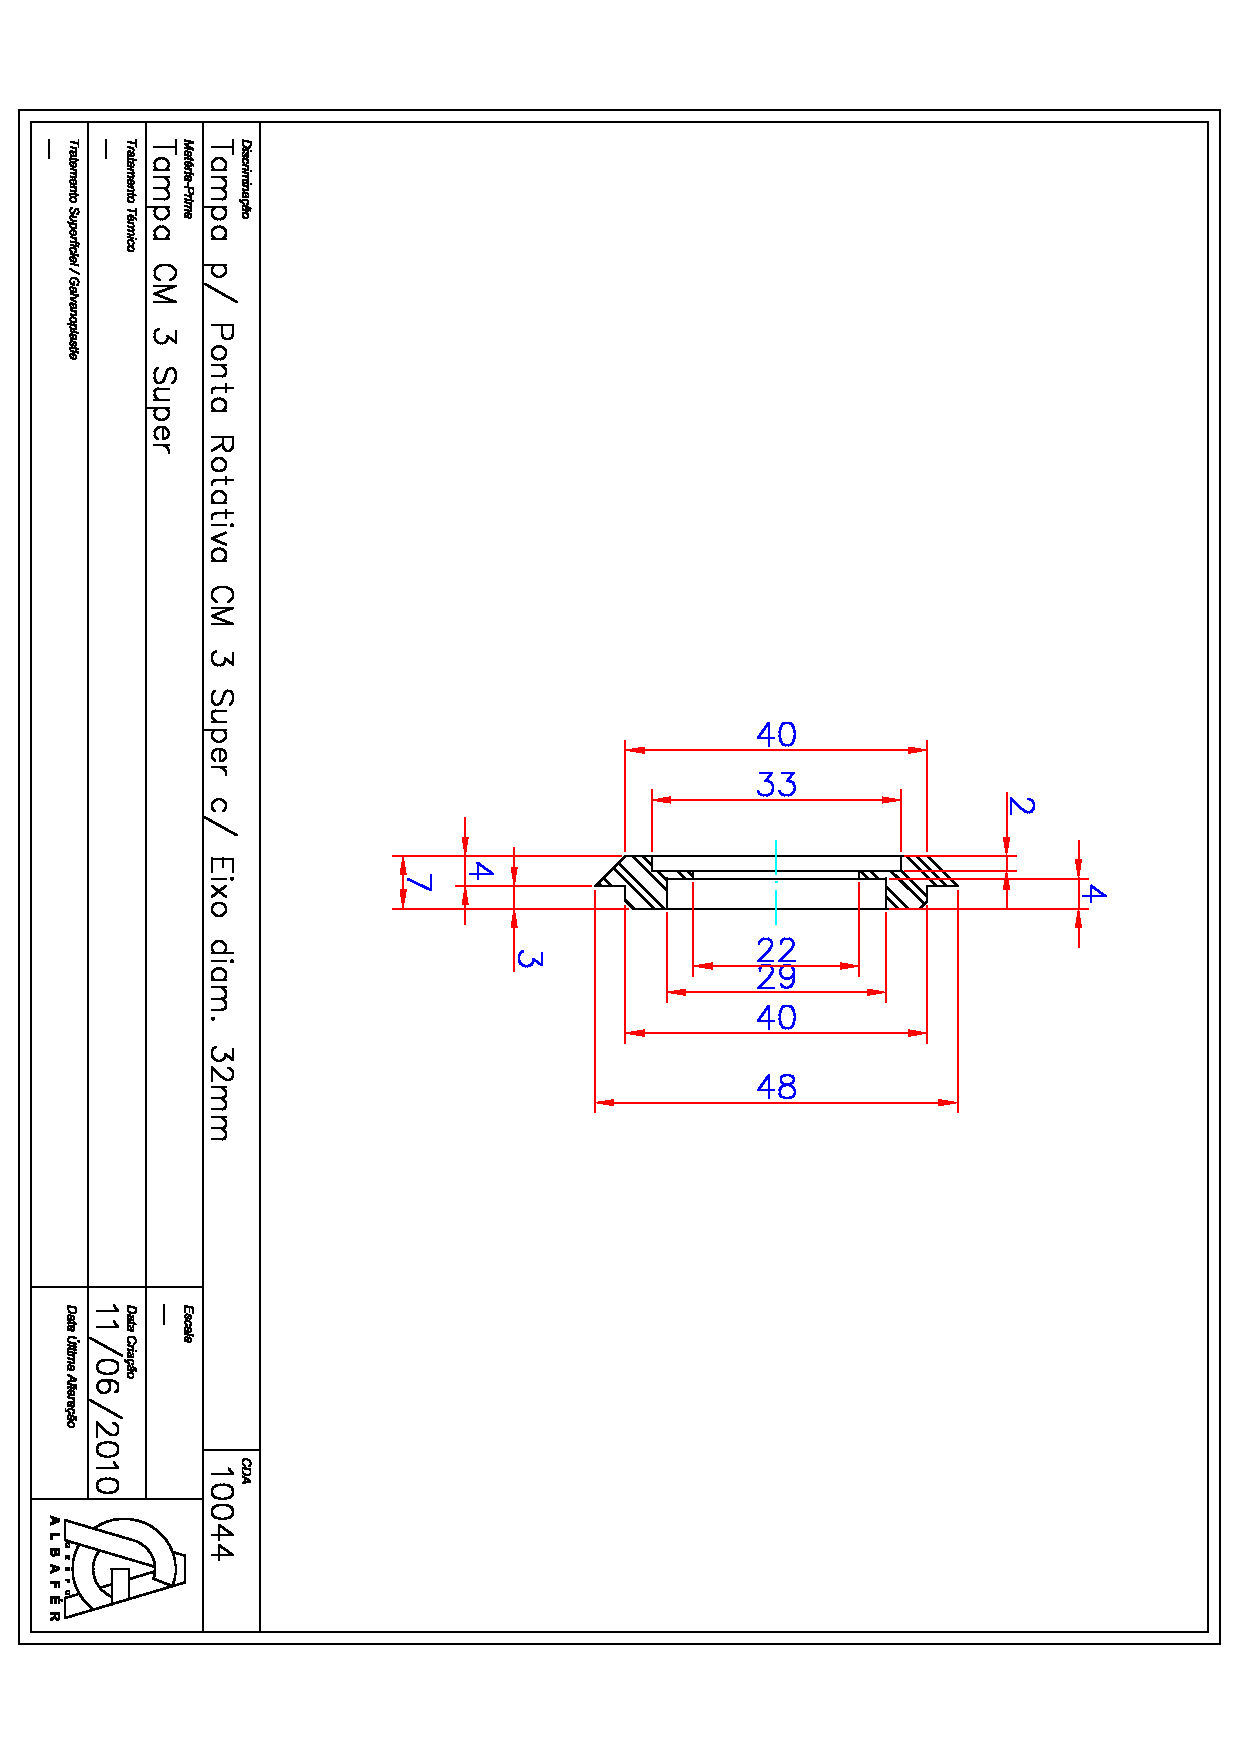 40
33
2
4
4
7
3
22
29
40
48
Discriminação
Tampa p/ Ponta Rotativa CM 3 Super c/ Eixo diam. 32mm
CDA
10044
Matéria-Prima
Tampa CM 3 Super
Escala
—
Tratamento Térmico
—
Data Criação
11/06/2010
Tratamento Superficial / Galvanoplastia
—
Data Última Alteração
GRUPO
ALBAFÉR